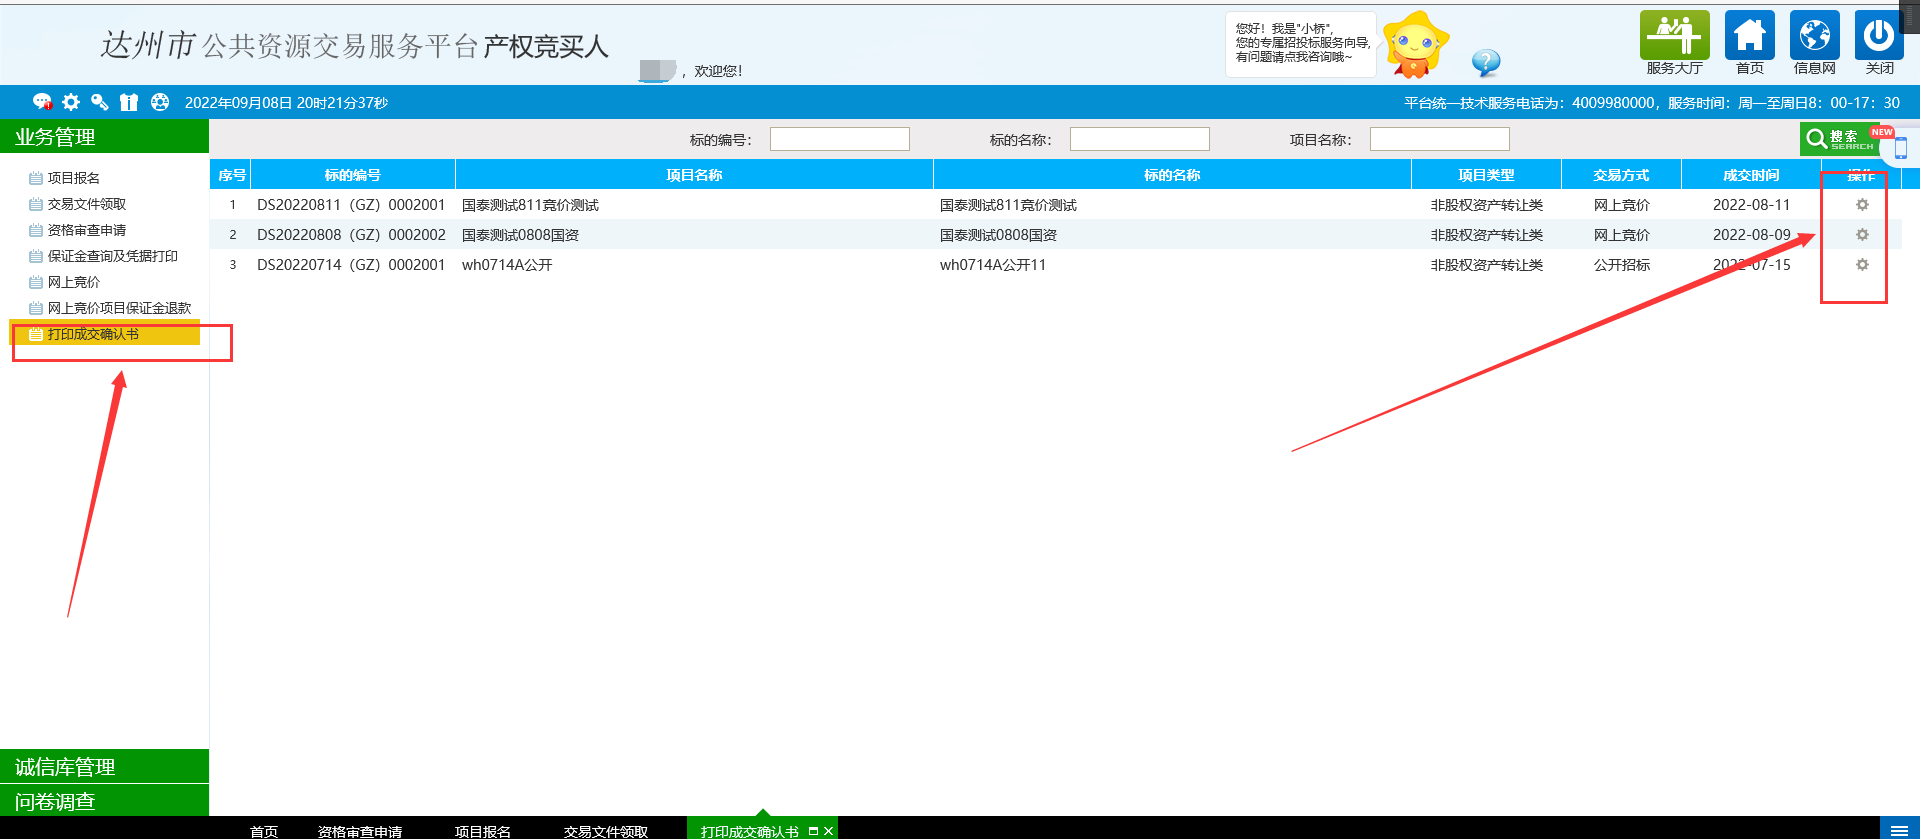 达州市 公共资源交易服务平台 产权竞买人
，欢迎您！
您好！我是"小桥"，
您的专属招投标服务向导，
有问题请点我咨询哦~
服务大厅 首页 信息网 关闭
2022年09月08日 20时21分37秒
平台统一技术服务电话为：4009980000，服务时间：周一至周日8：00-17：30
业务管理
标的编号： 标的名称： 项目名称： 搜索 SEARCH NEW
项目报名
交易文件领取
资格审查申请
保证金查询及凭据打印
网上竞价
网上竞价项目保证金退款
打印成交确认书
序号 标的编号 项目名称 标的名称 项目类型 交易方式 成交时间 操作
1 DS20220811（GZ）0002001 国泰测试811竞价测试 国泰测试811竞价测试 非股权资产转让类 网上竞价 2022-08-11
2 DS20220808（GZ）0002002 国泰测试0808国资 国泰测试0808国资 非股权资产转让类 网上竞价 2022-08-09
3 DS20220714（GZ）0002001 wh0714A公开 wh0714A公开11 非股权资产转让类 公开招标 2022-07-15
诚信库管理
问卷调查
首页 资格审查申请 项目报名 交易文件领取 打印成交确认书